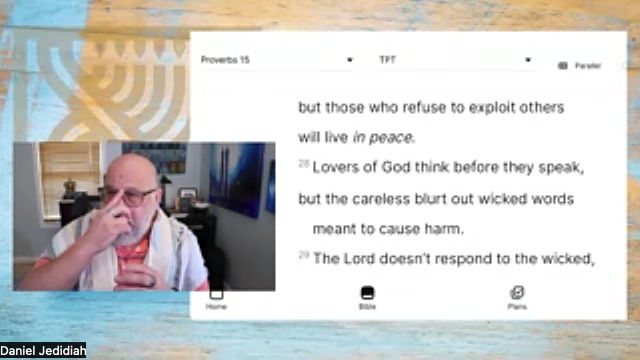 Proverbs 15
TPT
Parallel
but those who refuse to exploit others
will live in peace.
28 Lovers of God think before they speak,
but the careless blurt out wicked words
meant to cause harm.
29 The Lord doesn't respond to the wicked,
Home
Bible
Plans
Daniel Jedidiah